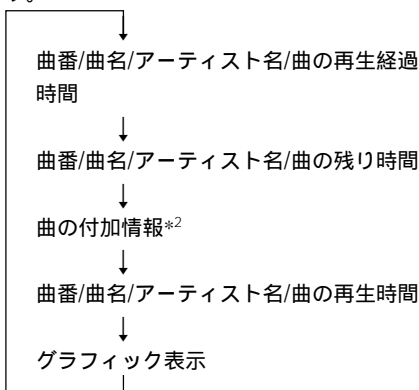 す。
曲番/曲名/アーティスト名/曲の再生経過
時間
曲番/曲名/アーティスト名/曲の残り時間
曲の付加情報*2
曲番/曲名/アーティスト名/曲の再生時間
グラフィック表示